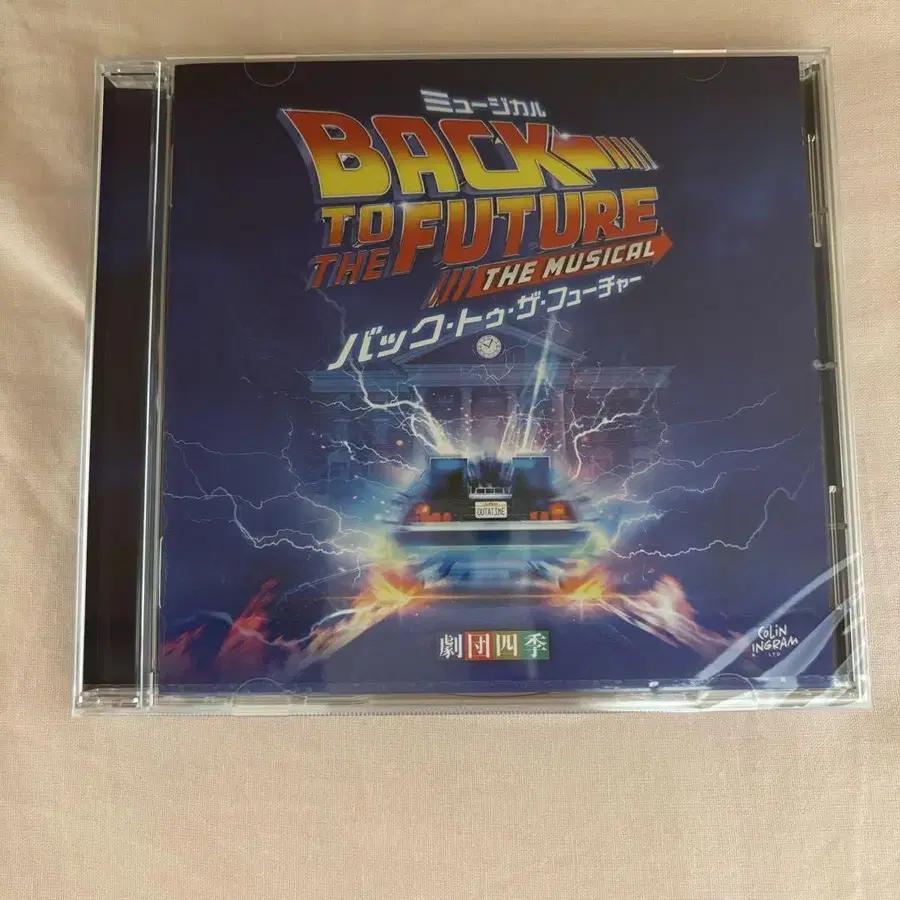 ミュージカル
BACK
TO THE FUTURE
THE MUSICAL
バック・トゥ・ザ・フューチャー
OUTATIME
劇団四季
COLIN
INGRAM
LTD